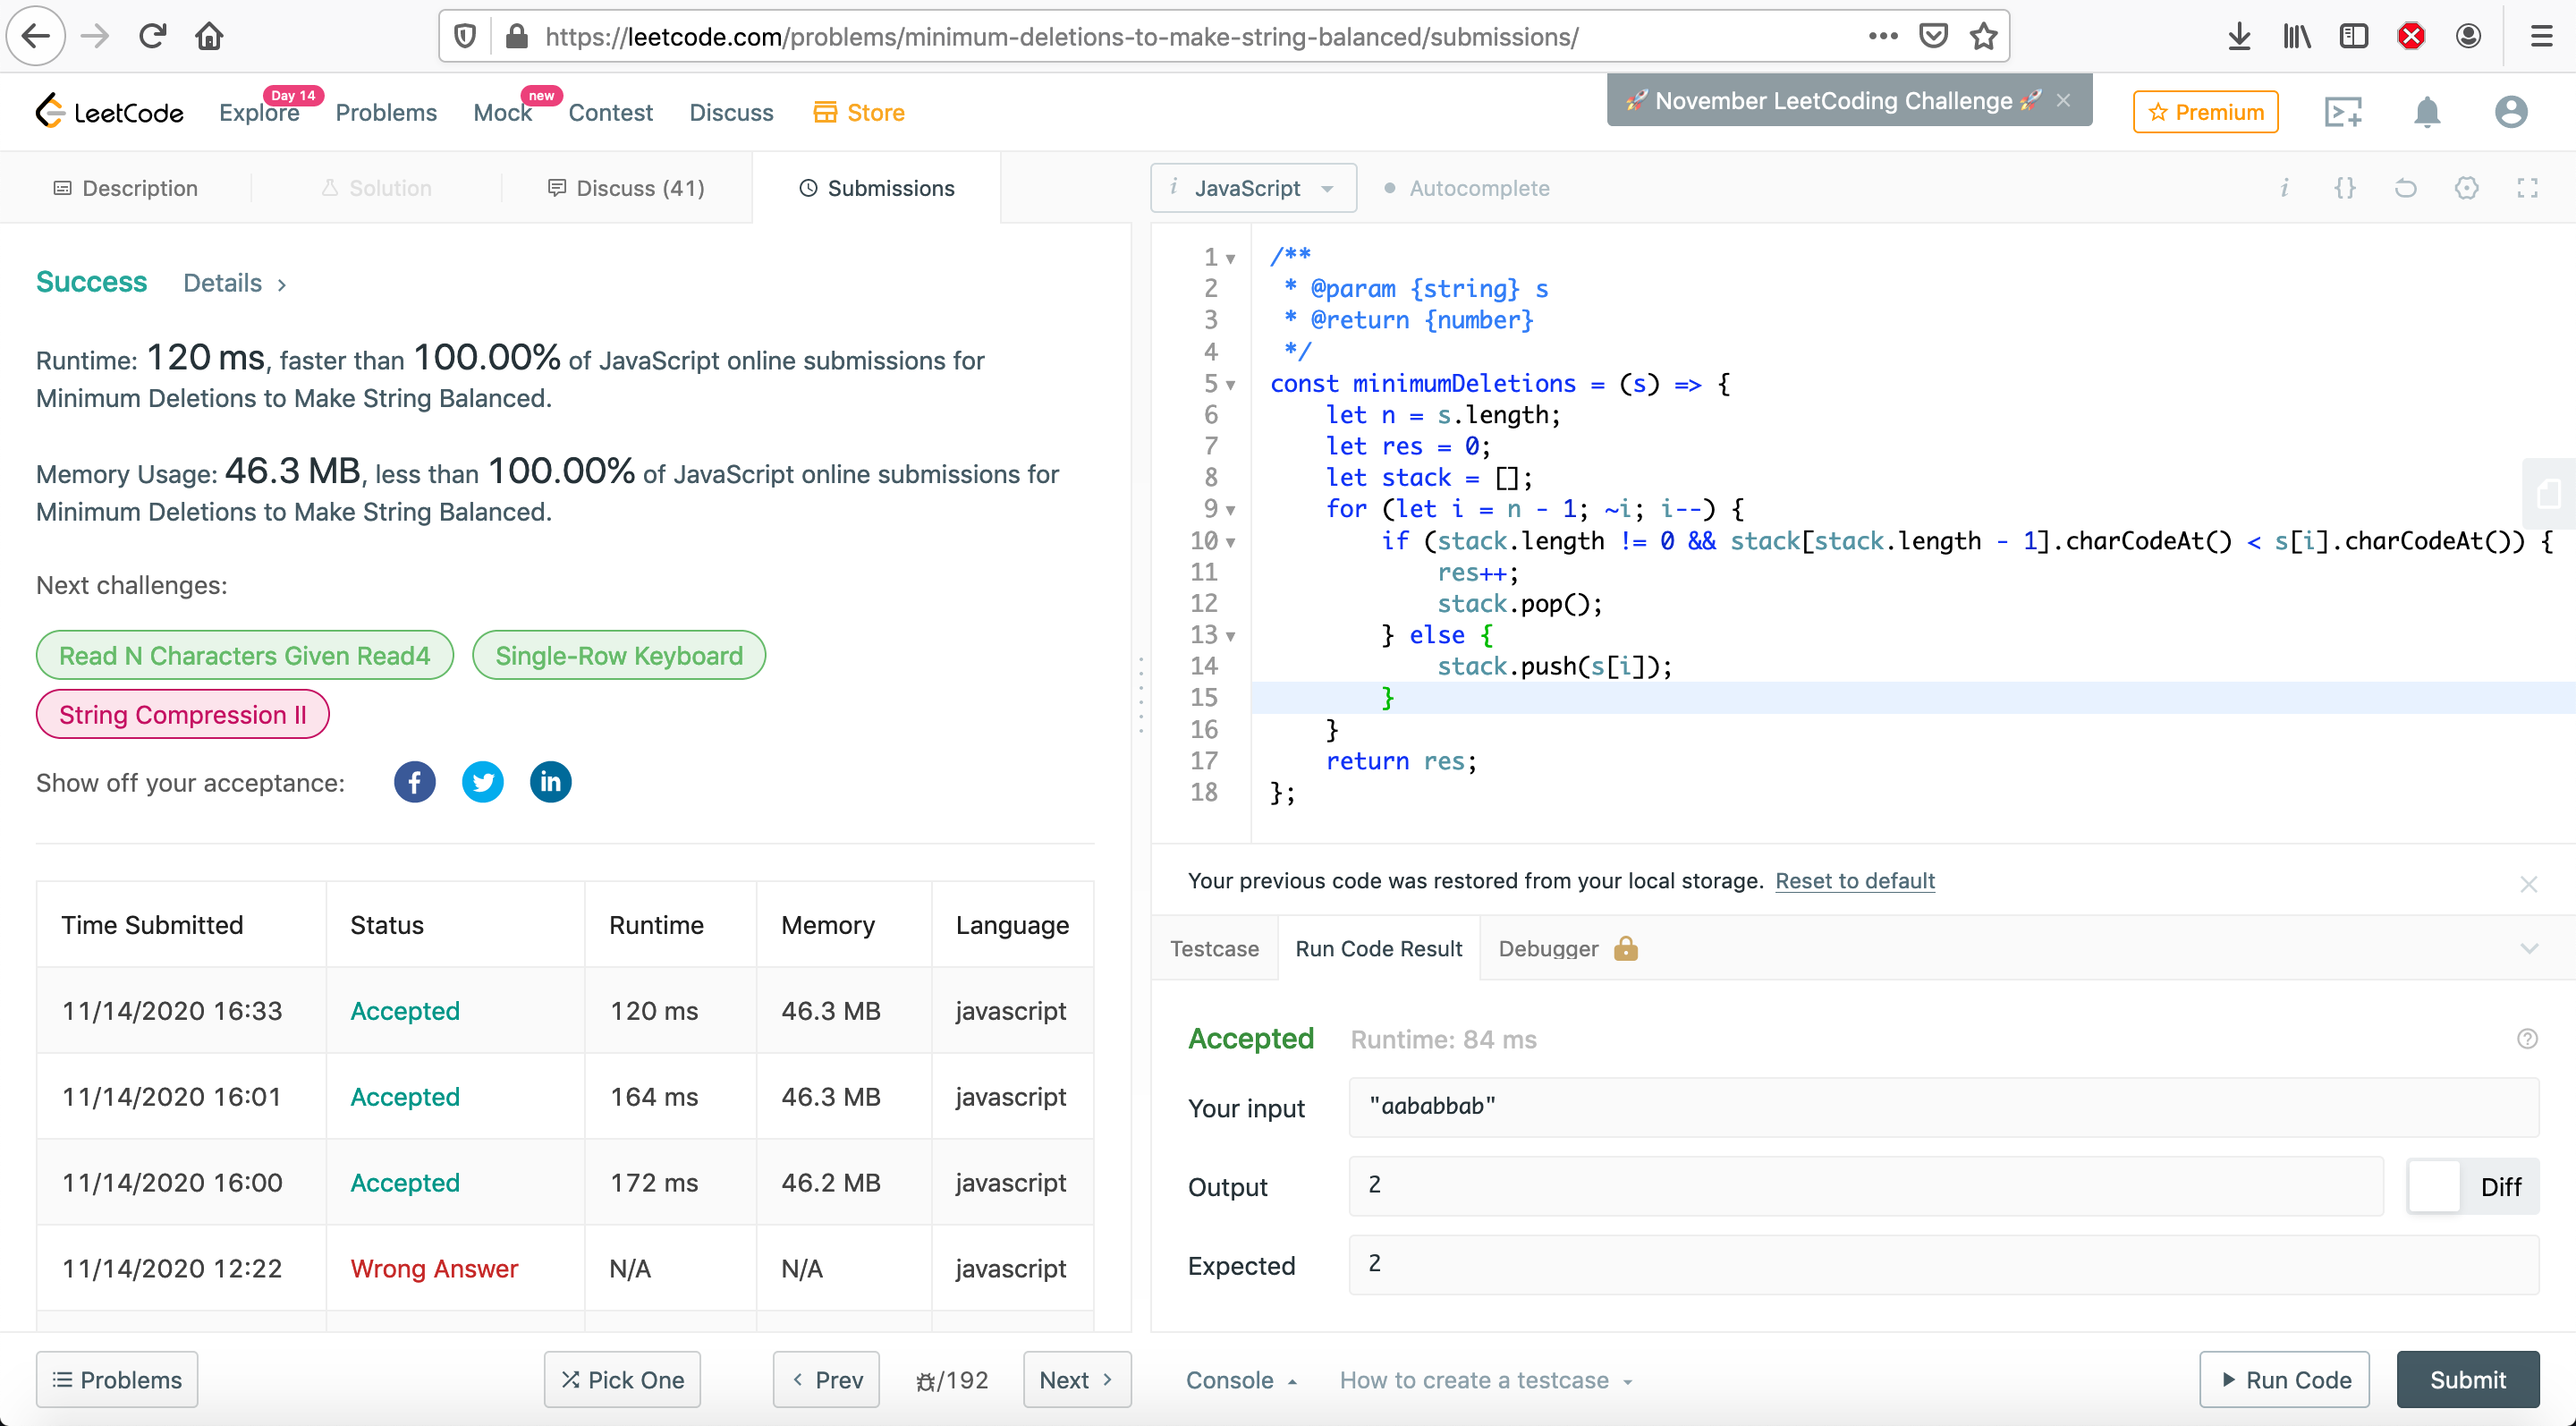 https://leetcode.com/problems/minimum-deletions-to-make-string-balanced/submissions/
LeetCode
Explore
Day 14
Problems
Mock
new
Contest
Discuss
Store
🚀 November LeetCoding Challenge 🚀
Premium
Description
Solution
Discuss (41)
Submissions
i JavaScript
Autocomplete
Success Details >
Runtime: 120 ms, faster than 100.00% of JavaScript online submissions for
Minimum Deletions to Make String Balanced.
Memory Usage: 46.3 MB, less than 100.00% of JavaScript online submissions for
Minimum Deletions to Make String Balanced.
Next challenges:
Read N Characters Given Read4
Single-Row Keyboard
String Compression II
Show off your acceptance:
Time Submitted Status Runtime Memory Language
11/14/2020 16:33 Accepted 120 ms 46.3 MB javascript
11/14/2020 16:01 Accepted 164 ms 46.3 MB javascript
11/14/2020 16:00 Accepted 172 ms 46.2 MB javascript
11/14/2020 12:22 Wrong Answer N/A N/A javascript
Problems
Pick One
< Prev
/192
Next >
1 /**
2  * @param {string} s
3  * @return {number}
4  */
5 const minimumDeletions = (s) => {
6     let n = s.length;
7     let res = 0;
8     let stack = [];
9     for (let i = n - 1; ~i; i--) {
10         if (stack.length != 0 && stack[stack.length - 1].charCodeAt() < s[i].charCodeAt()) {
11             res++;
12             stack.pop();
13         } else {
14             stack.push(s[i]);
15         }
16     }
17     return res;
18 };
Your previous code was restored from your local storage. Reset to default
Testcase
Run Code Result
Debugger
Accepted Runtime: 84 ms
Your input "aababbab"
Output 2
Diff
Expected 2
Console
How to create a testcase
Run Code
Submit